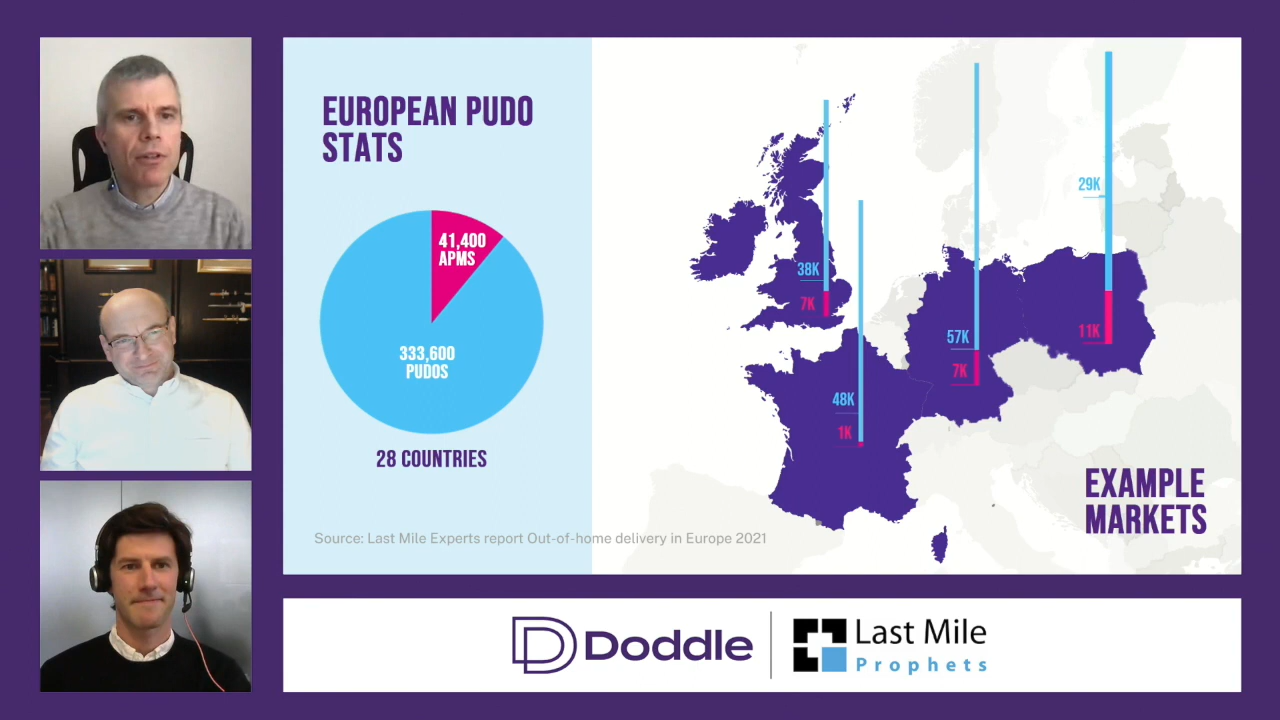 EUROPEAN PUDO
STATS
41,400
APMS
333,600
PUDOS
28 COUNTRIES
38K
7K
48K
1K
57K
7K
29K
11K
EXAMPLE
MARKETS
Source: Last Mile Experts report Out-of-home delivery in Europe 2021
Doddle
Last Mile
Prophets